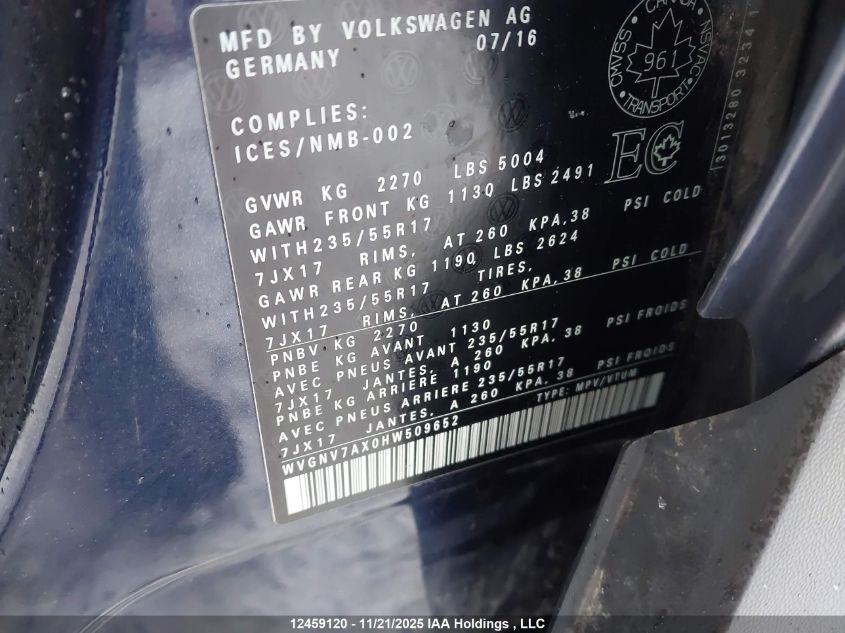 MFD BY VOLKSWAGEN AG
GERMANY 07/16
COMPLIES:
ICES/NMB-002
CANADA
CMVSS NSVAC
961
TRANSPORT
EC
3013280 3234 1
GVWR KG 2270 LBS 5004
GAWR FRONT KG 1130 LBS 2491
WITH235/55R17
7JX17 RIMS, AT 260 KPA,38 PSI COLD
GAWR REAR KG 1190 LBS 2624
WITH235/55R17 TIRES,
7JX17 RIMS, AT 260 KPA,38 PSI COLD
PNBV KG 2270
PNBE KG AVANT 1130
AVEC PNEUS AVANT 235/55R17
7JX17 JANTES, A 260 KPA, 38 PSI FROIDS
PNBE KG ARRIERE 1190
AVEC PNEUS ARRIERE 235/55R17
7JX17 JANTES, A 260 KPA, 38 PSI FROIDS
WVGNV7AX0HW509652 TYPE: MPV/VTUM
12459120 - 11/21/2025 IAA Holdings , LLC